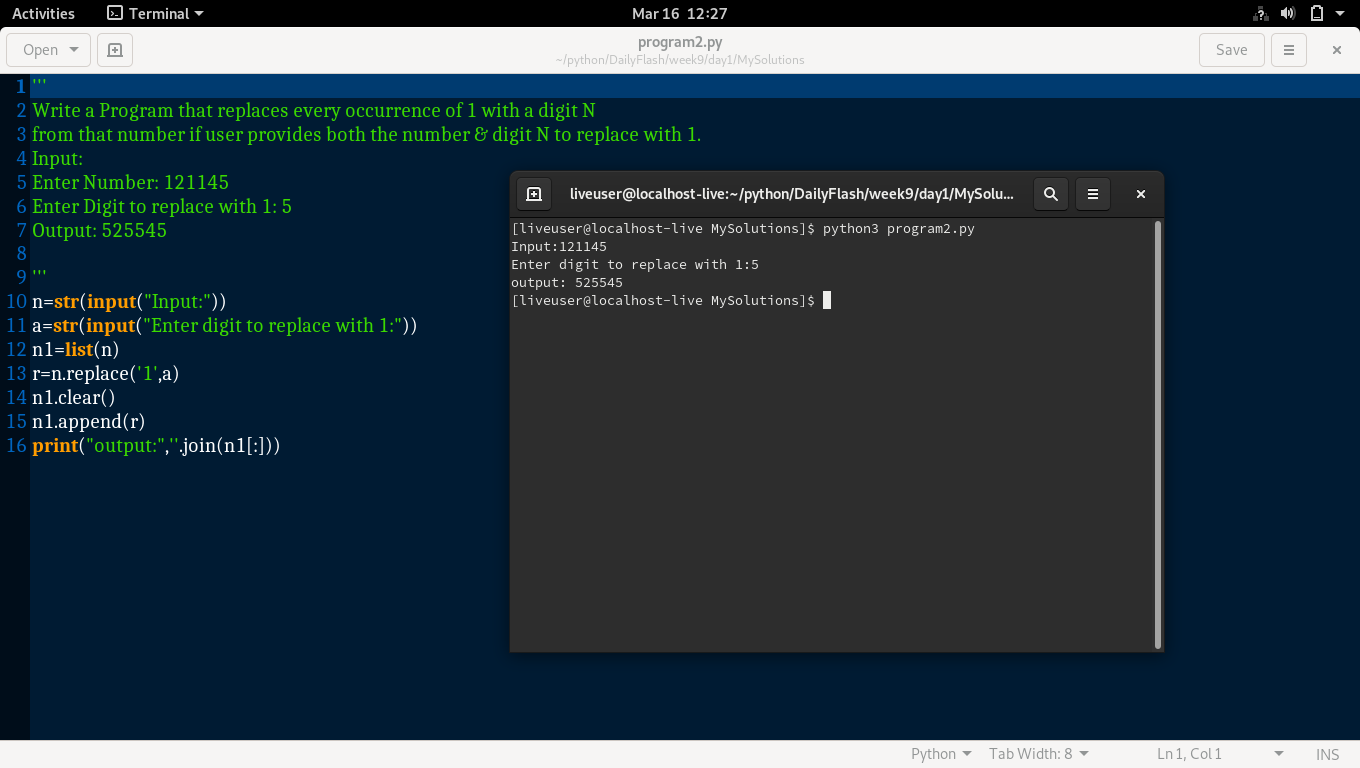 Activities Terminal Mar 16 12:27
Open program2.py Save
~/python/DailyFlash/week9/day1/MySolutions
1 '''
2 Write a Program that replaces every occurrence of 1 with a digit N
3 from that number if user provides both the number & digit N to replace with 1.
4 Input:
5 Enter Number: 121145
6 Enter Digit to replace with 1: 5
7 Output: 525545
8
9 '''
10 n=str(input("Input:"))
11 a=str(input("Enter digit to replace with 1:"))
12 n1=list(n)
13 r=n.replace('1',a)
14 n1.clear()
15 n1.append(r)
16 print("output:",''.join(n1[:]))
liveuser@localhost-live:~/python/DailyFlash/week9/day1/MySolu...
[liveuser@localhost-live MySolutions]$ python3 program2.py
Input:121145
Enter digit to replace with 1:5
output: 525545
[liveuser@localhost-live MySolutions]$
Python Tab Width: 8 Ln 1, Col 1 INS